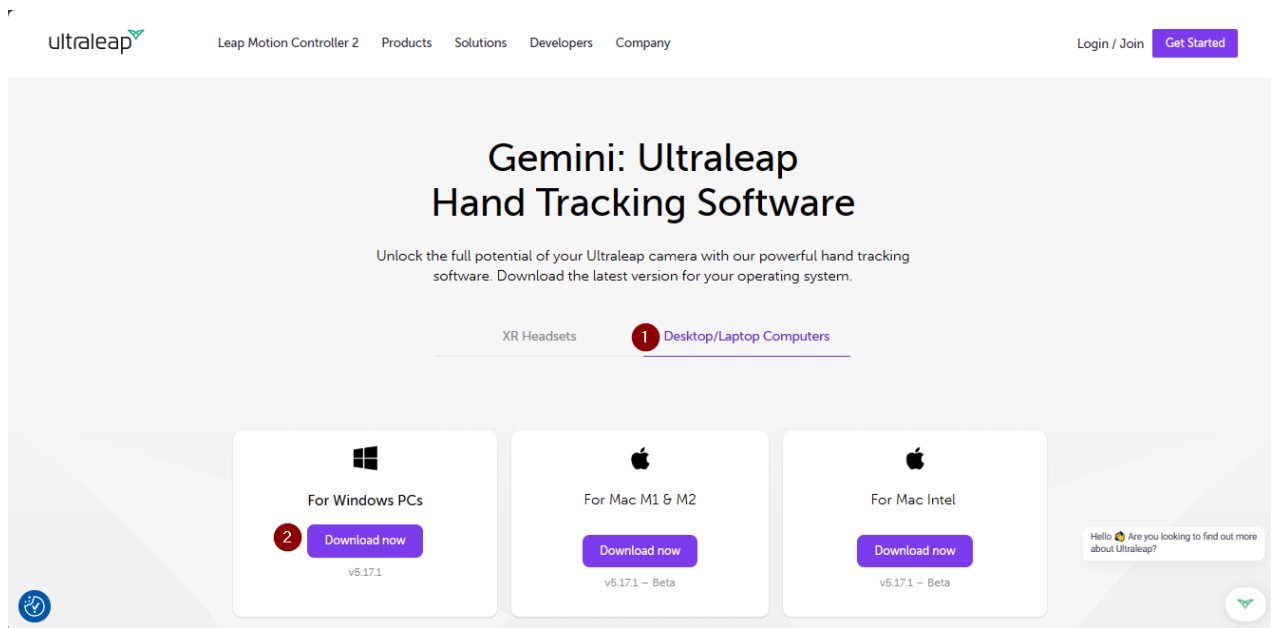 ultraleap
Leap Motion Controller 2 Products Solutions Developers Company
Login / Join Get Started
Gemini: Ultraleap
Hand Tracking Software
Unlock the full potential of your Ultraleap camera with our powerful hand tracking
software. Download the latest version for your operating system.
XR Headsets 1 Desktop/Laptop Computers
For Windows PCs
2 Download now
v5.17.1
For Mac M1 & M2
Download now
v5.17.1 – Beta
For Mac Intel
Download now
v5.17.1 – Beta
Hello 👋 Are you looking to find out more
about Ultraleap?